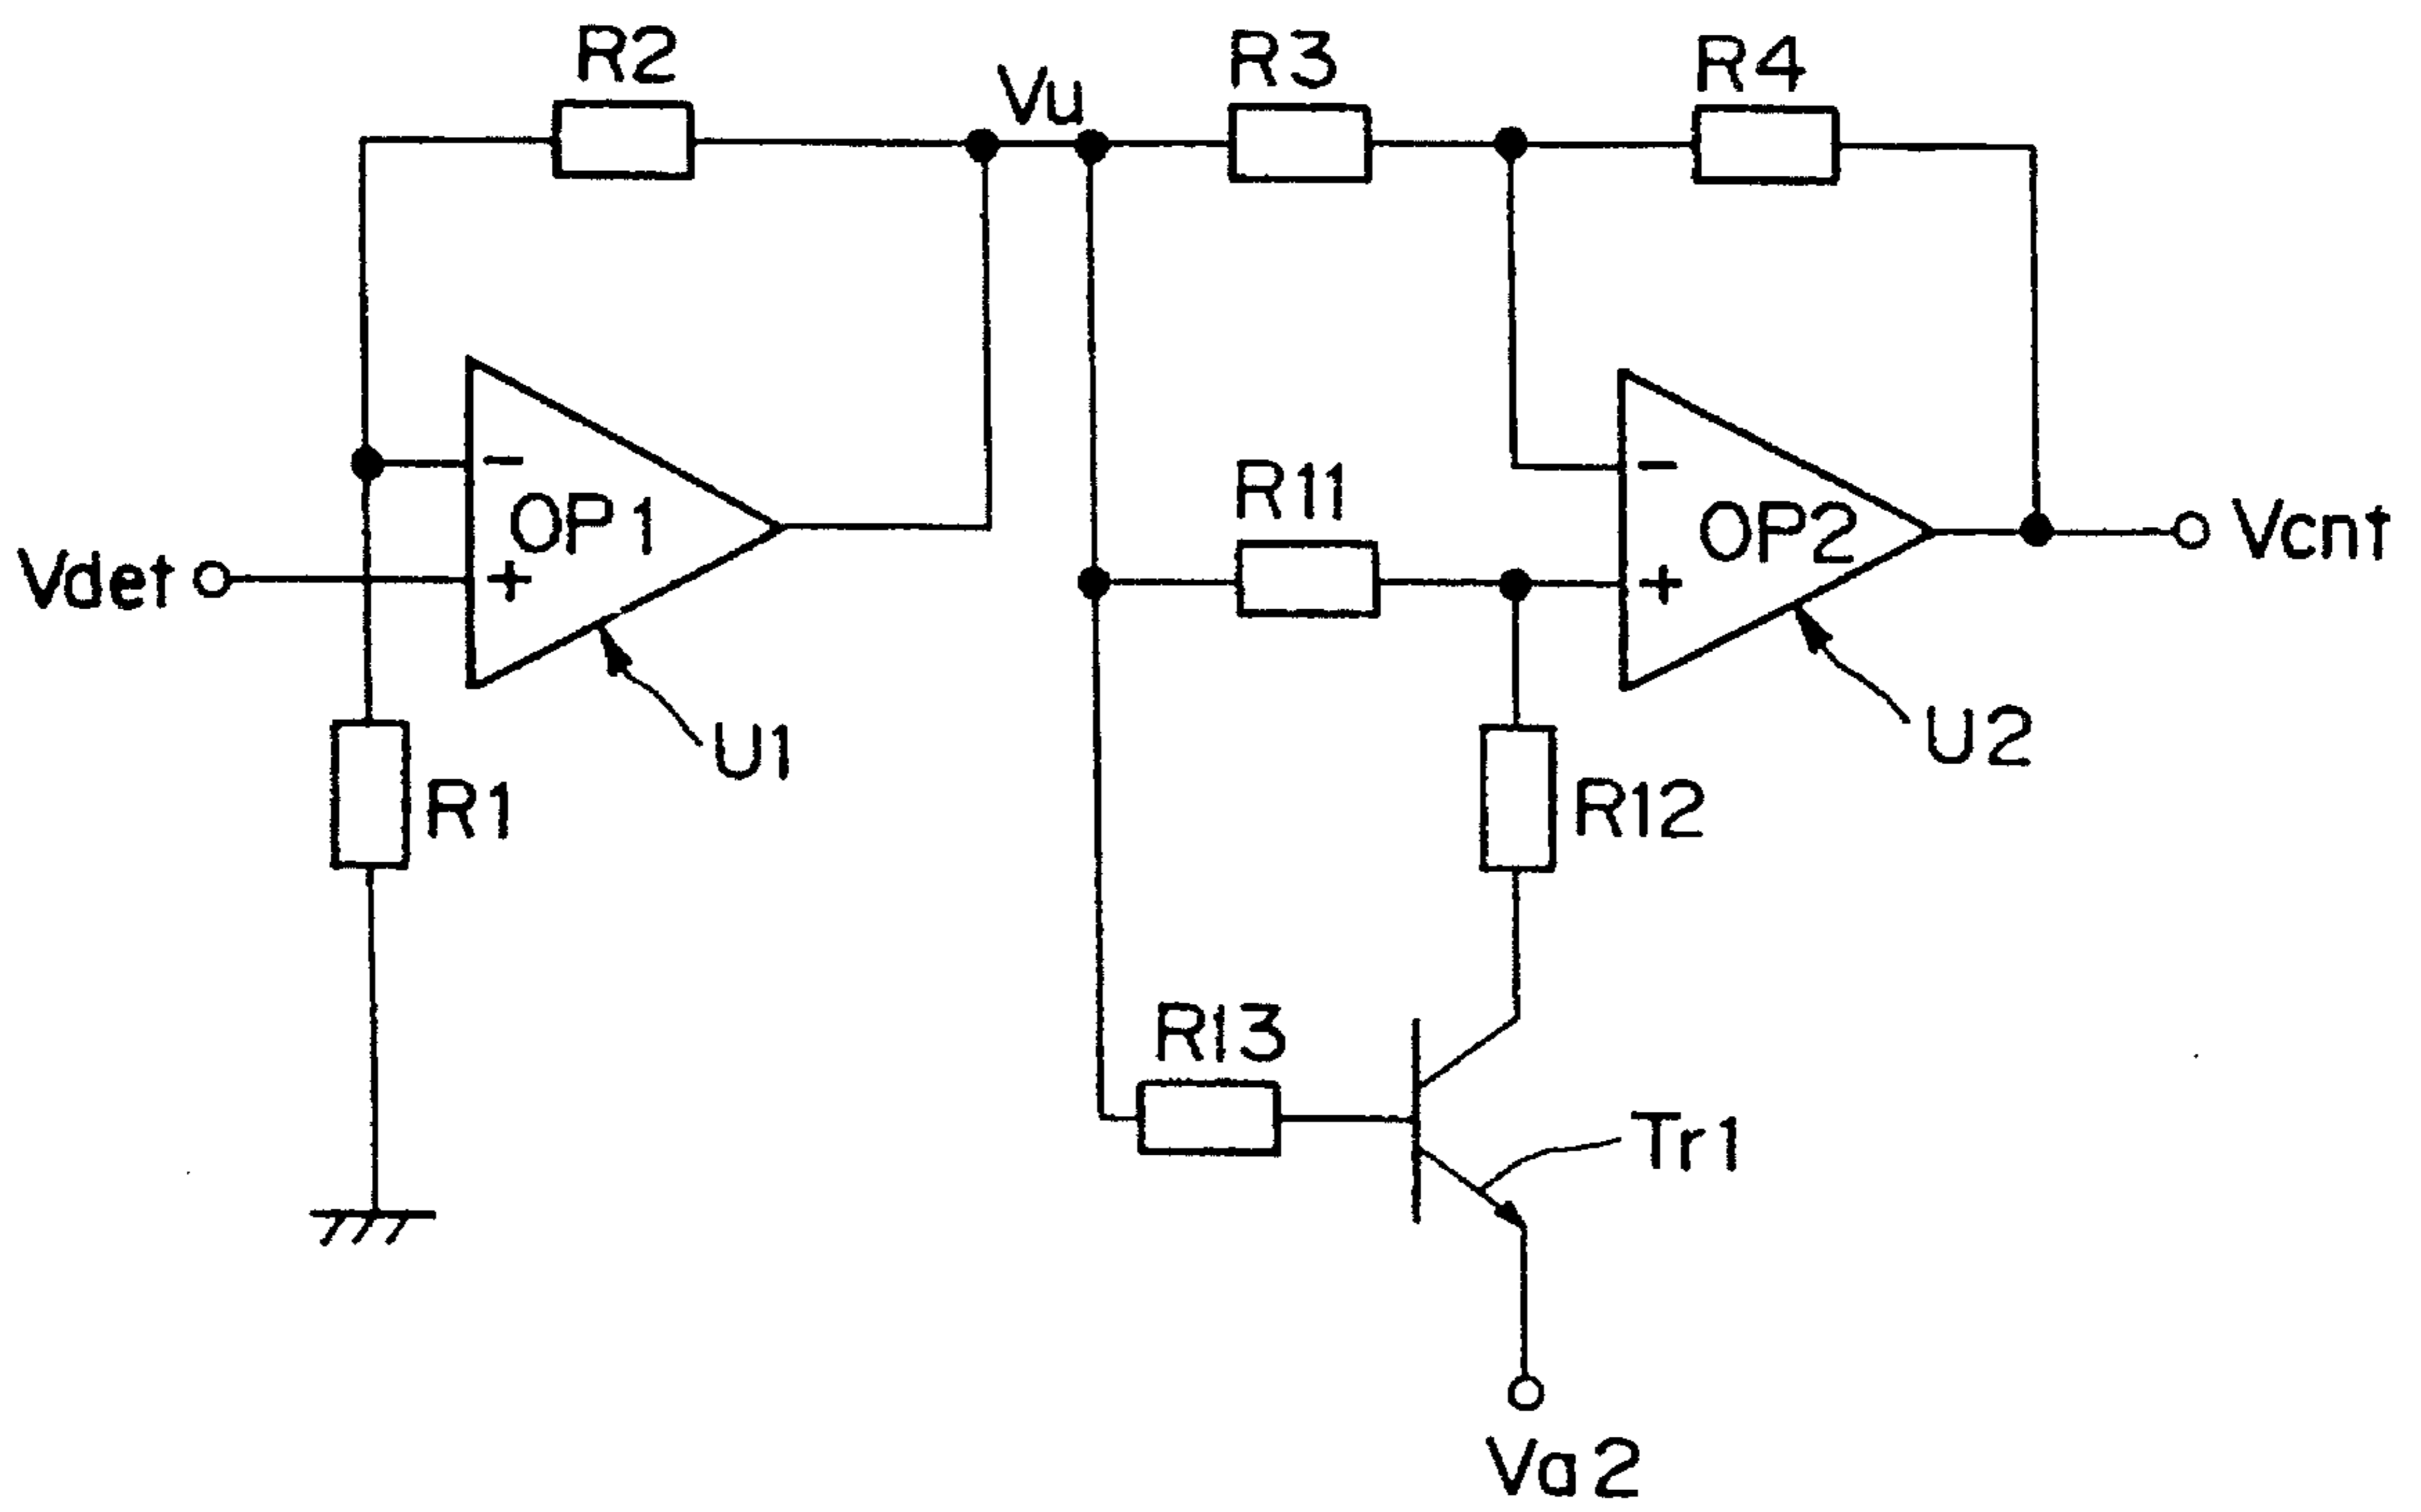 R2
Vu
R3
R4
−
OP1
+
Vdet
U1
R1
R11
−
OP2
+
Vcnt
U2
R12
R13
Tr1
Va2